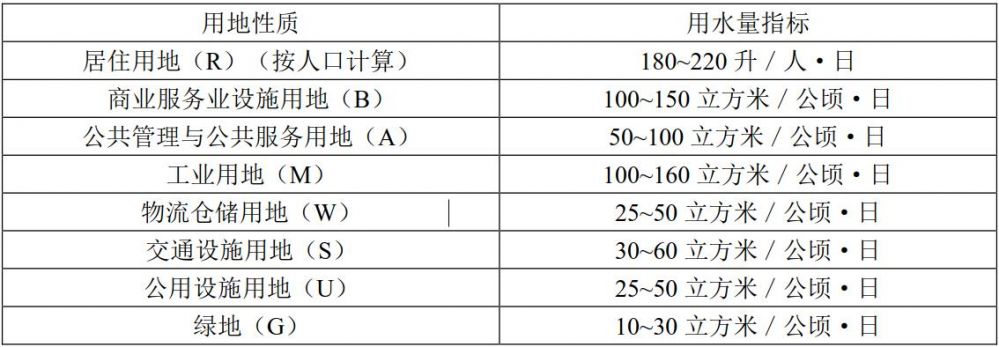 用地性质 用水量指标
居住用地（R）（按人口计算） 180~220 升／人·日
商业服务业设施用地（B） 100~150 立方米／公顷·日
公共管理与公共服务用地（A） 50~100 立方米／公顷·日
工业用地（M） 100~160 立方米／公顷·日
物流仓储用地（W） 25~50 立方米／公顷·日
交通设施用地（S） 30~60 立方米／公顷·日
公用设施用地（U） 25~50 立方米／公顷·日
绿地（G） 10~30 立方米／公顷·日